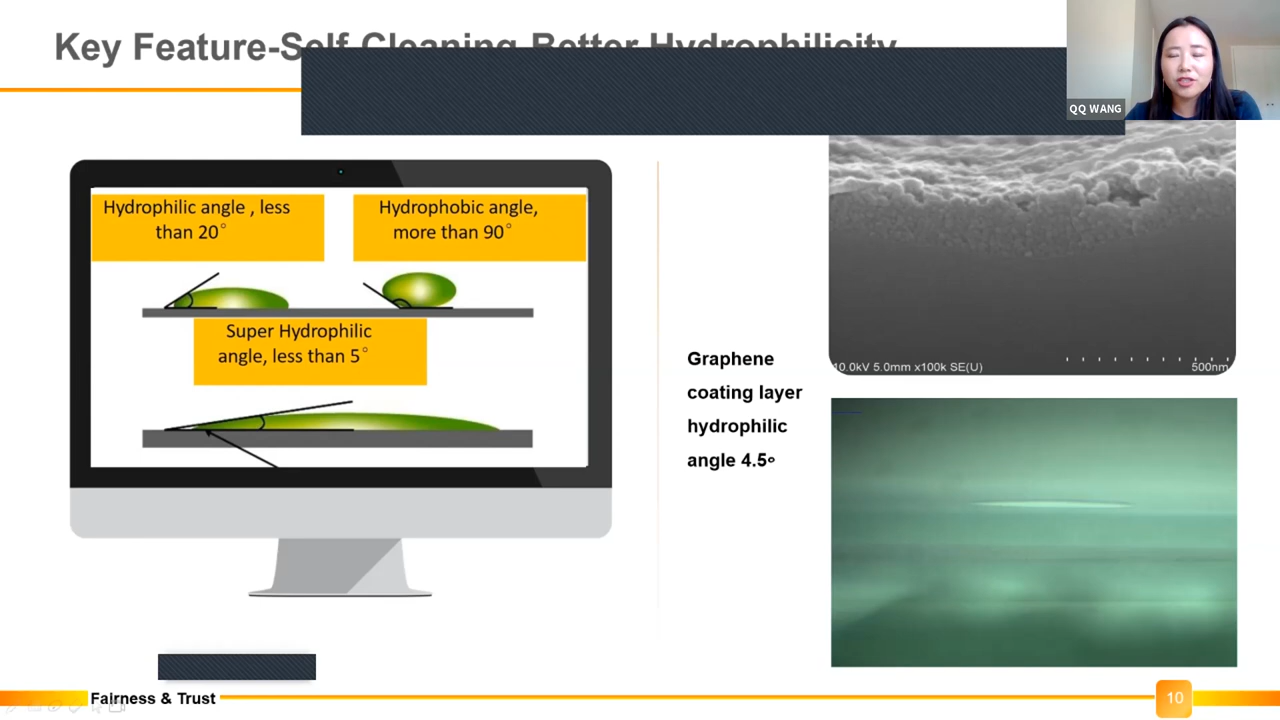 Key Feature-Self Cleaning-Better Hydrophilicity
QQ WANG
Hydrophilic angle , less
than 20°
Hydrophobic angle,
more than 90°
Super Hydrophilic
angle, less than 5°
Graphene
coating layer
hydrophilic
angle 4.5°
10.0kV 5.0mm x100k SE(U)
500nm
Fairness & Trust
10